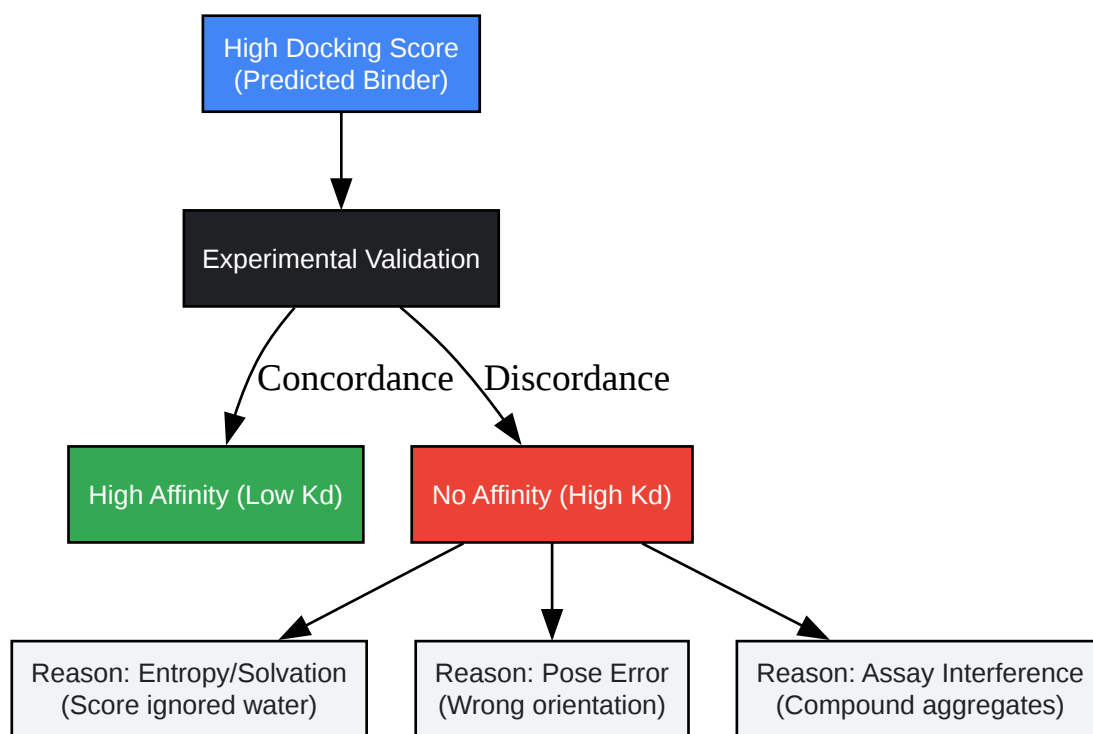 High Docking Score
(Predicted Binder)
Experimental Validation
Concordance
Discordance
High Affinity (Low Kd)
No Affinity (High Kd)
Reason: Entropy/Solvation
(Score ignored water)
Reason: Pose Error
(Wrong orientation)
Reason: Assay Interference
(Compound aggregates)